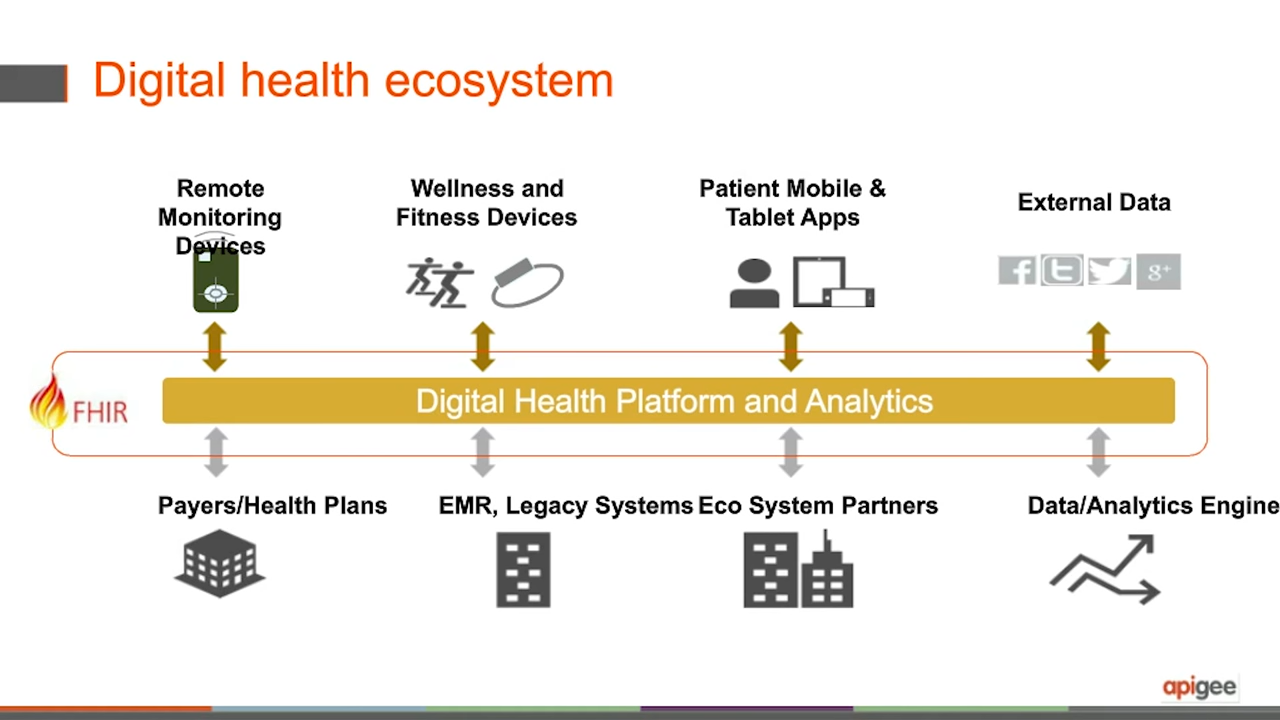 Digital health ecosystem
Remote
Monitoring
Devices
Wellness and
Fitness Devices
Patient Mobile &
Tablet Apps
External Data
f t g+
FHIR
Digital Health Platform and Analytics
Payers/Health Plans
EMR, Legacy Systems
Eco System Partners
Data/Analytics Engine
apigee